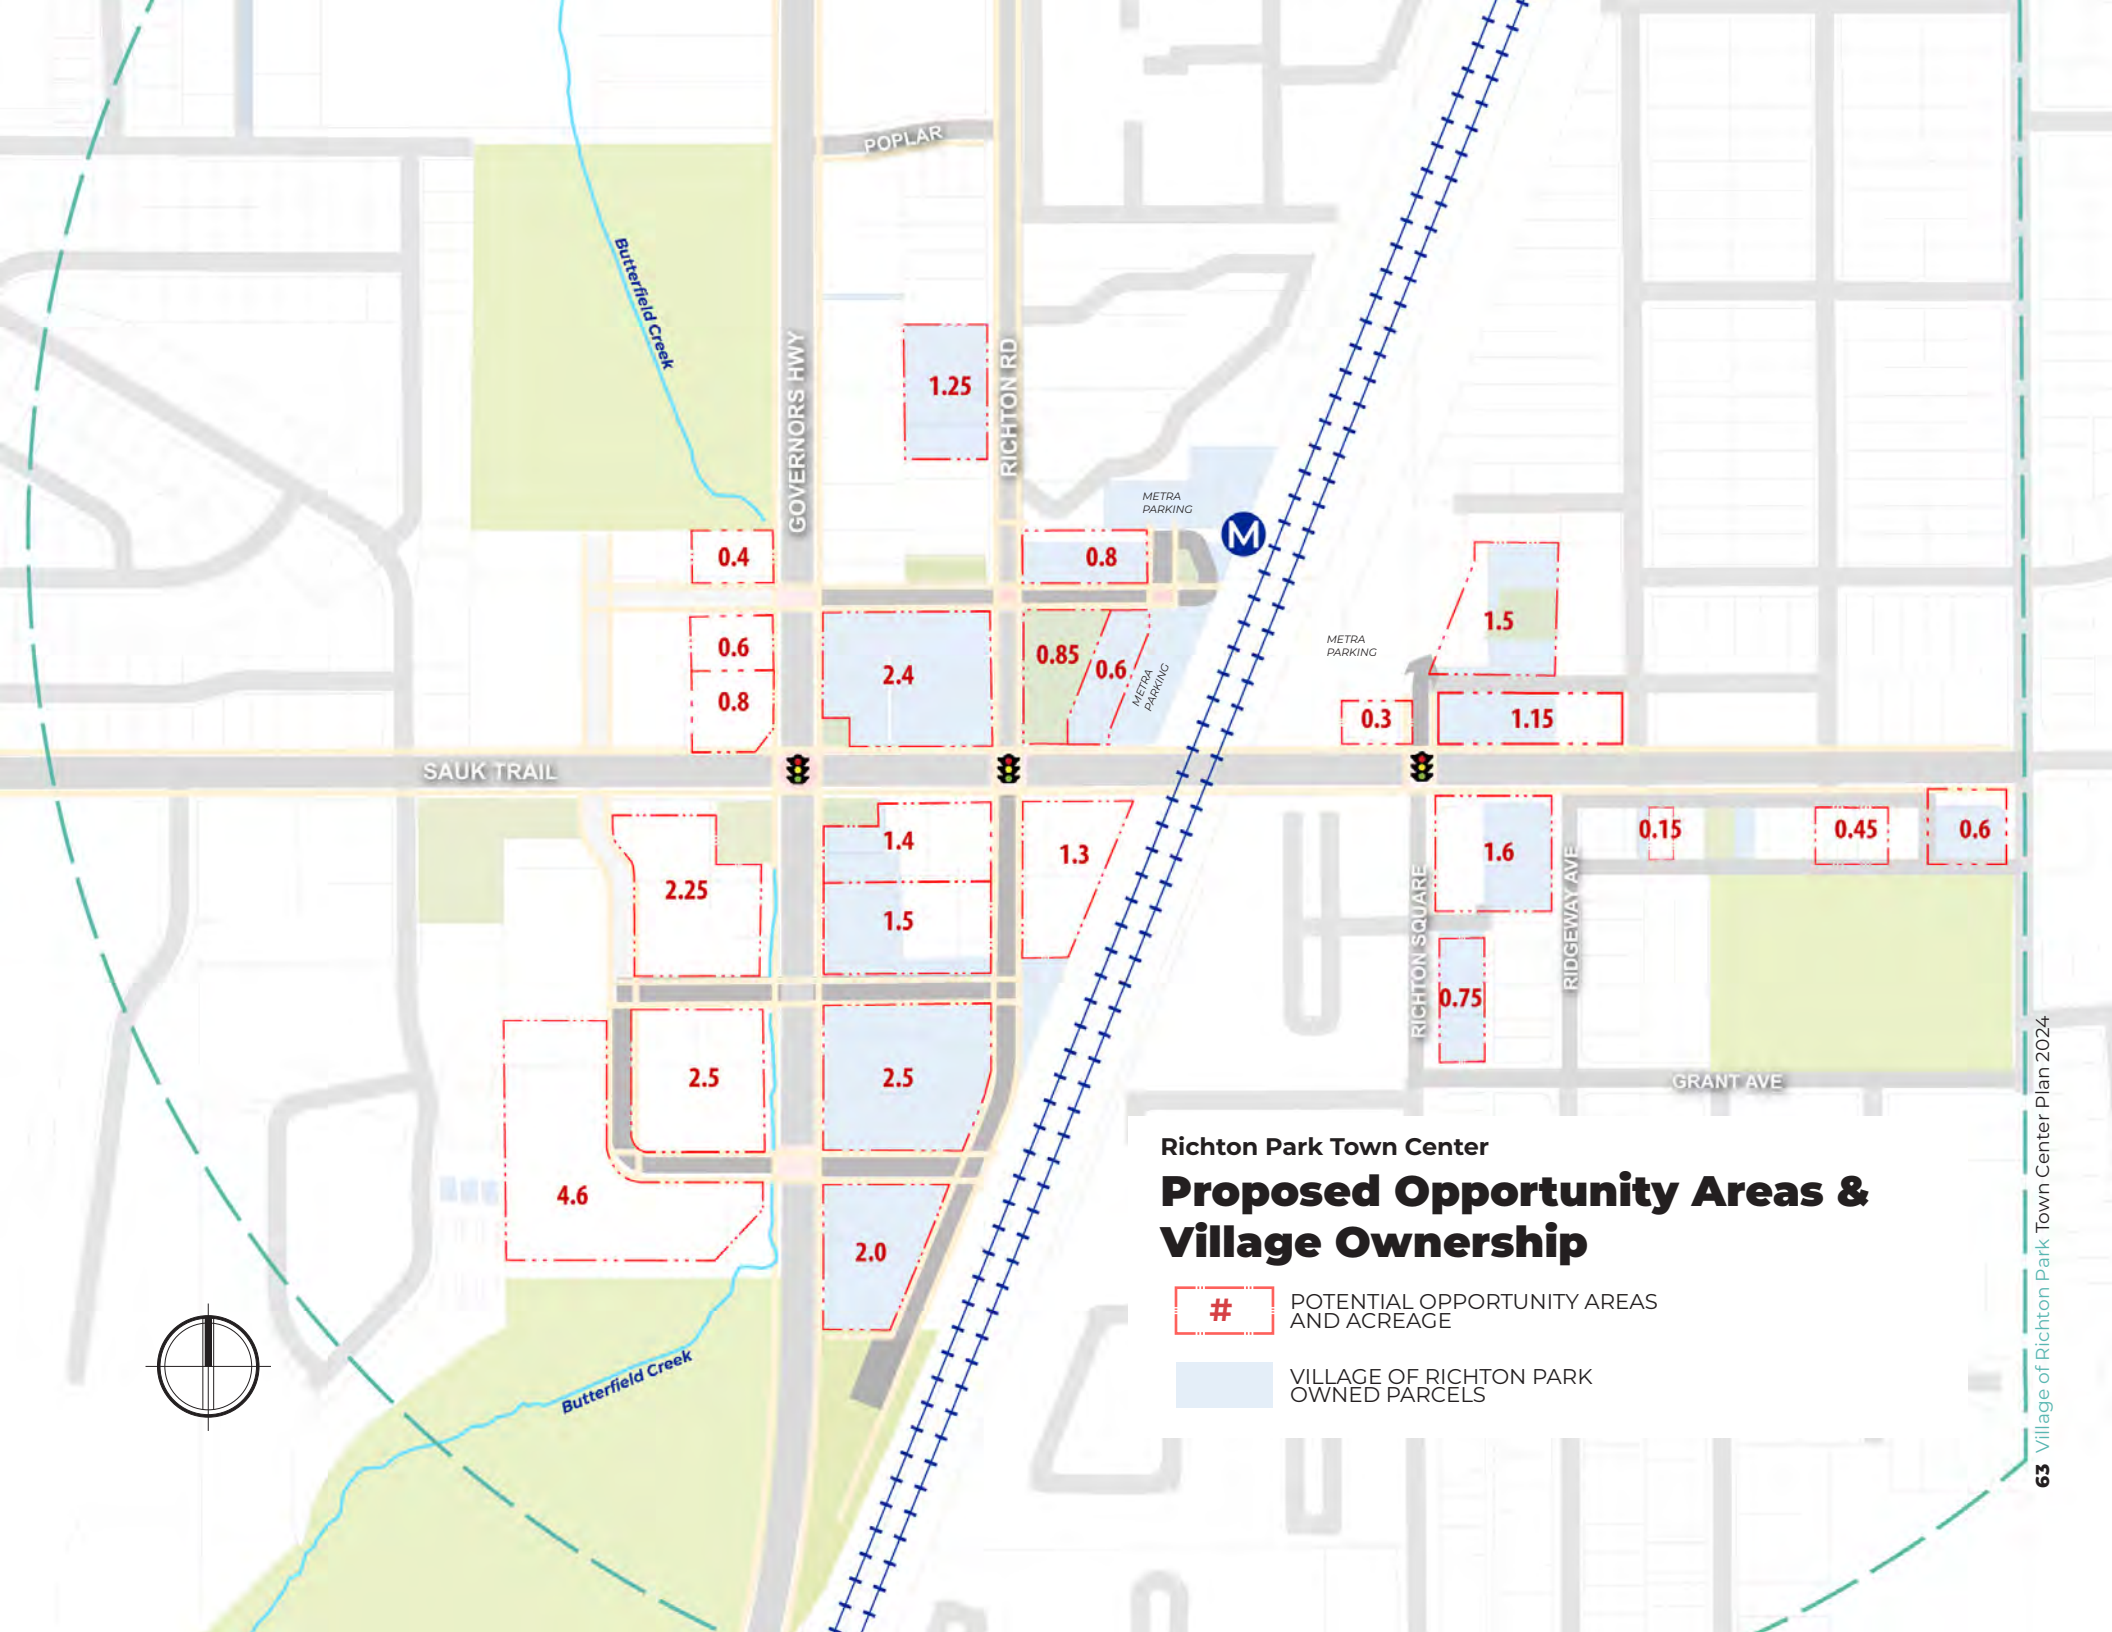 POPLAR
Butterfield Creek
GOVERNORS HWY
RICHTON RD
1.25
METRA
PARKING
M
0.4
0.8
0.6
0.8
2.4
0.85
0.6
METRA
PARKING
METRA
PARKING
1.5
0.3
1.15
SAUK TRAIL
2.25
1.4
1.5
1.3
1.6
0.15
0.45
0.6
RICHTON SQUARE
RIDGEWAY AVE
0.75
2.5
2.5
GRANT AVE
4.6
2.0
Butterfield Creek
Richton Park Town Center
Proposed Opportunity Areas &
Village Ownership
#
POTENTIAL OPPORTUNITY AREAS
AND ACREAGE
VILLAGE OF RICHTON PARK
OWNED PARCELS
63 Village of Richton Park Town Center Plan 2024